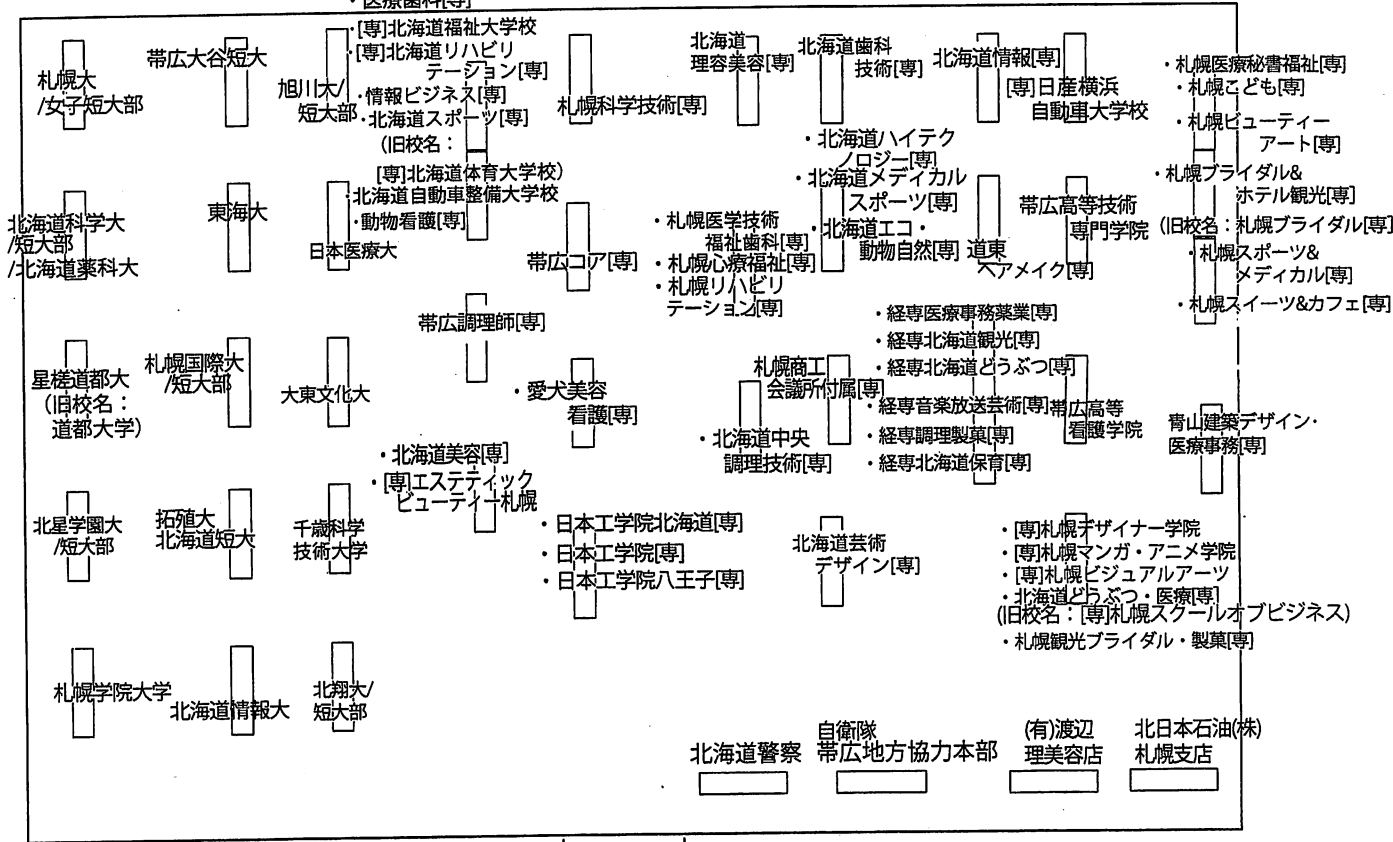 ・医療歯科[専]
・[専]北海道福祉大学校
・[専]北海道リハビリ
テーション[専]
・情報ビジネス[専]
・北海道スポーツ[専]
(旧校名：
[専]北海道体育大学校)
・北海道自動車整備大学校
・動物看護[専]
札幌大
/女子短大部
帯広大谷短大
旭川大/
短大部
札幌科学技術[専]
北海道
理容美容[専]
北海道歯科
技術[専]
北海道情報[専]
[専]日産横浜
自動車大学校
・札幌医療秘書福祉[専]
・札幌こども[専]
・札幌ビューティー
アート[専]
・札幌ブライダル&
ホテル観光[専]
(旧校名：札幌ブライダル[専]
・札幌スポーツ&
メディカル[専]
・札幌スイーツ&カフェ[専]
北海道科学大
/短大部
/北海道薬科大
東海大
日本医療大
帯広コア[専]
・札幌医学技術
福祉歯科[専]
・札幌心療福祉[専]
・札幌リハビリ
テーション[専]
・北海道ハイテク
ノロジー[専]
・北海道メディカル
スポーツ[専]
・北海道エコ・
動物自然[専]
道東
ヘアメイク[専]
帯広高等技術
専門学院
星槎道都大
(旧校名：
道都大学)
札幌国際大
/短大部
大東文化大
帯広調理師[専]
・愛犬美容
看護[専]
札幌商工
会議所付属[専]
・北海道中央
調理技術[専]
・経専医療事務薬業[専]
・経専北海道観光[専]
・経専北海道どうぶつ[専]
・経専音楽放送芸術[専]
・経専調理製菓[専]
・経専北海道保育[専]
帯広高等
看護学院
青山建築デザイン・
医療事務[専]
北星学園大
/短大部
拓殖大
北海道短大
千歳科学
技術大学
・北海道美容[専]
・[専]エステティック
ビューティー札幌
・日本工学院北海道[専]
・日本工学院[専]
・日本工学院八王子[専]
北海道芸術
デザイン[専]
・[専]札幌デザイナー学院
・[専]札幌マンガ・アニメ学院
・[専]札幌ビジュアルアーツ
・北海道どうぶつ・医療[専]
(旧校名：[専]札幌スクールオブビジネス)
・札幌観光ブライダル・製菓[専]
札幌学院大学
北海道情報大
北翔大/
短大部
北海道警察
自衛隊
帯広地方協力本部
(有)渡辺
理美容店
北日本石油(株)
札幌支店